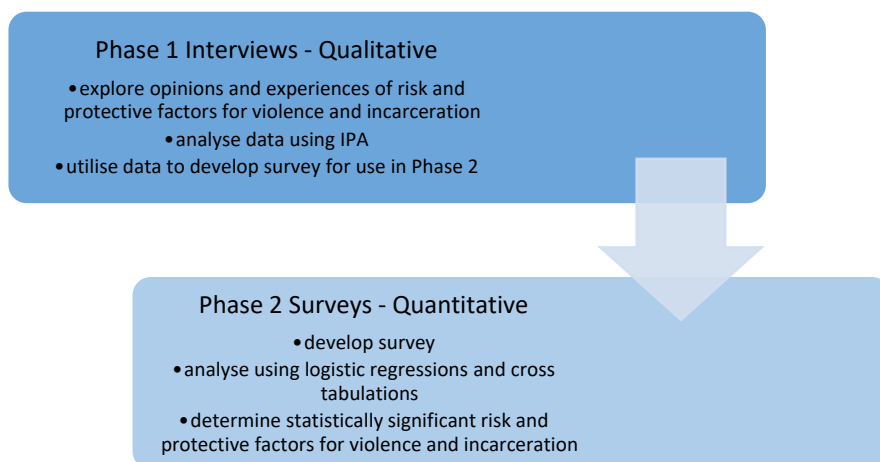 Phase 1 Interviews - Qualitative
•explore opinions and experiences of risk and
protective factors for violence and incarceration
•analyse data using IPA
•utilise data to develop survey for use in Phase 2
Phase 2 Surveys - Quantitative
•develop survey
•analyse using logistic regressions and cross
tabulations
•determine statistically significant risk and
protective factors for violence and incarceration